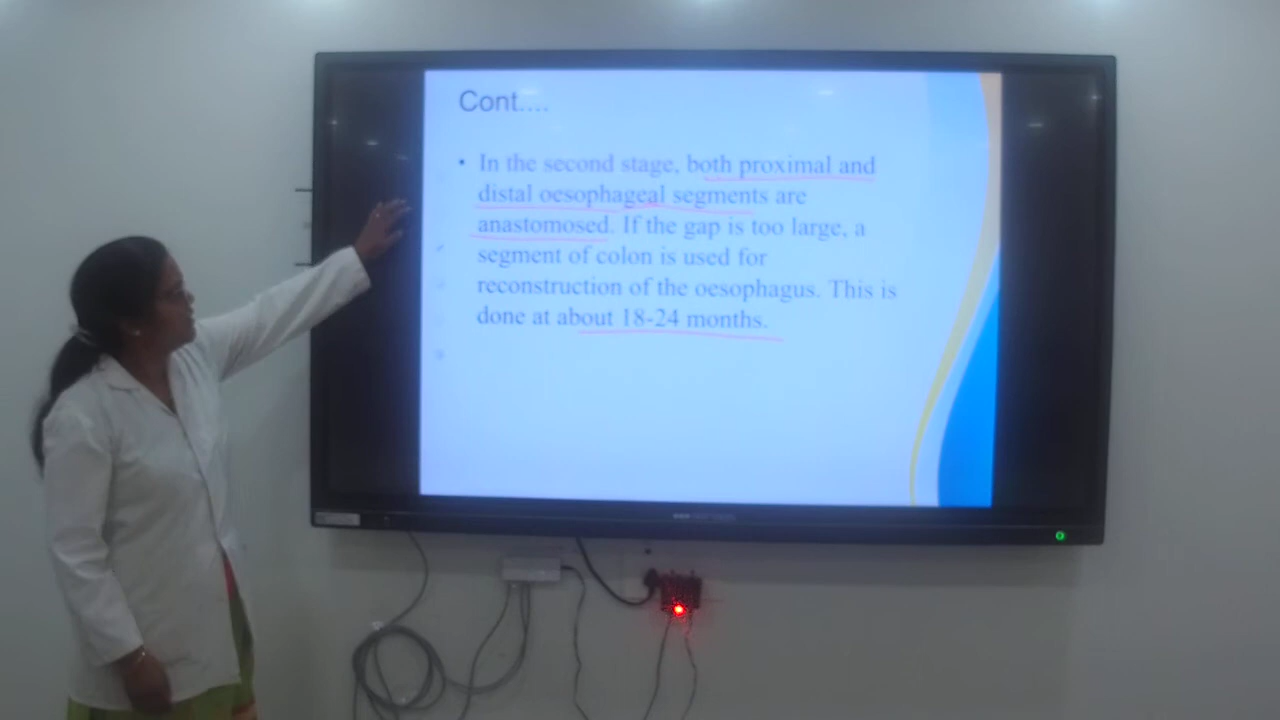 Cont....
• In the second stage, both proximal and
distal oesophageal segments are
anastomosed. If the gap is too large, a
segment of colon is used for
reconstruction of the oesophagus. This is
done at about 18-24 months.